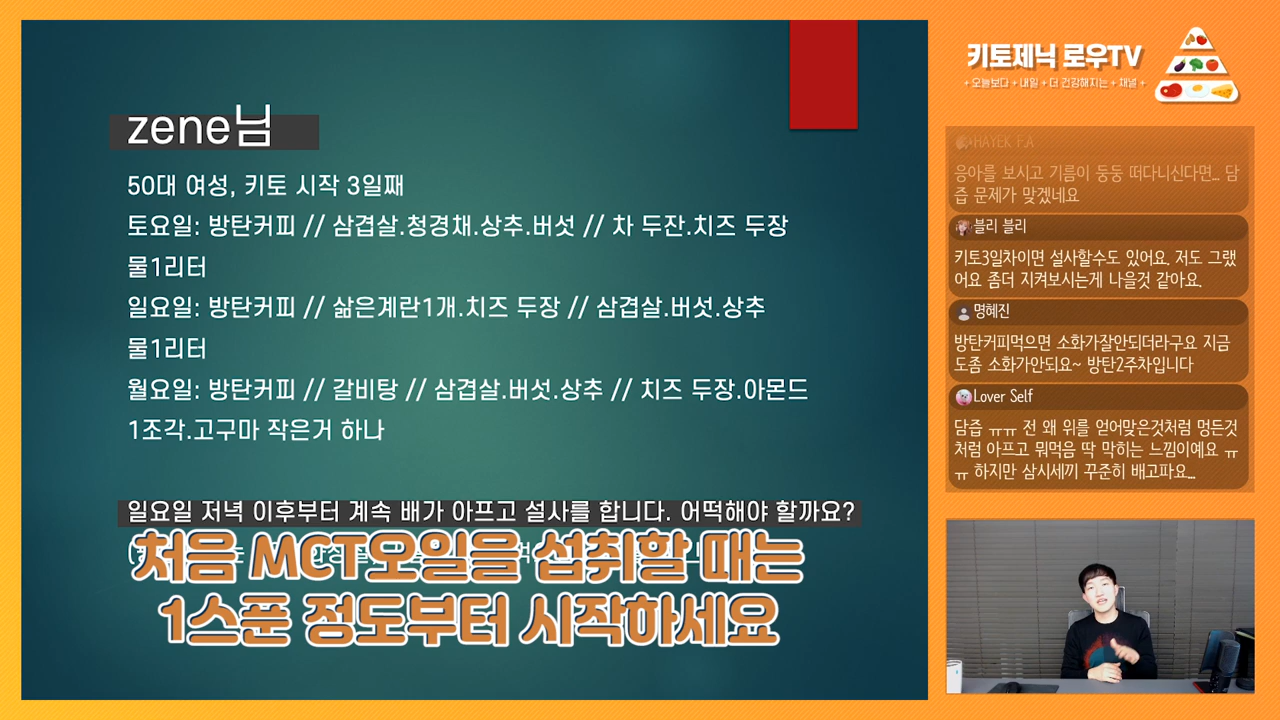 zene님
50대 여성, 키토 시작 3일째
토요일: 방탄커피 // 삼겹살.청경채.상추.버섯 // 차 두잔.치즈 두장
물1리터
일요일: 방탄커피 // 삶은계란1개.치즈 두장 // 삼겹살.버섯.상추
물1리터
월요일: 방탄커피 // 갈비탕 // 삼겹살.버섯.상추 // 치즈 두장.아몬드
1조각.고구마 작은거 하나
일요일 저녁 이후부터 계속 배가 아프고 설사를 합니다. 어떡해야 할까요?
처음 MCT오일을 섭취할 때는
1스푼 정도부터 시작하세요
키토제닉 로우TV
+ 오늘보다 + 내일 + 더 건강해지는 + 채널 +
HAYEK F.A
응아를 보시고 기름이 둥둥 떠다니신다면... 담
즙 문제가 맞겠네요
블리 블리
키토3일차이면 설사할수도 있어요. 저도 그랬
어요 좀더 지켜보시는게 나을것 같아요.
명혜진
방탄커피먹으면 소화가잘안되더라구요 지금
도좀 소화가안되요~ 방탄2주차입니다
Lover Self
담즙 ㅠㅠ 전 왜 위를 얻어맞은것처럼 멍든것
처럼 아프고 뭐먹음 딱 막히는 느낌이예요 ㅠ
ㅠ 하지만 삼시세끼 꾸준히 배고파요...